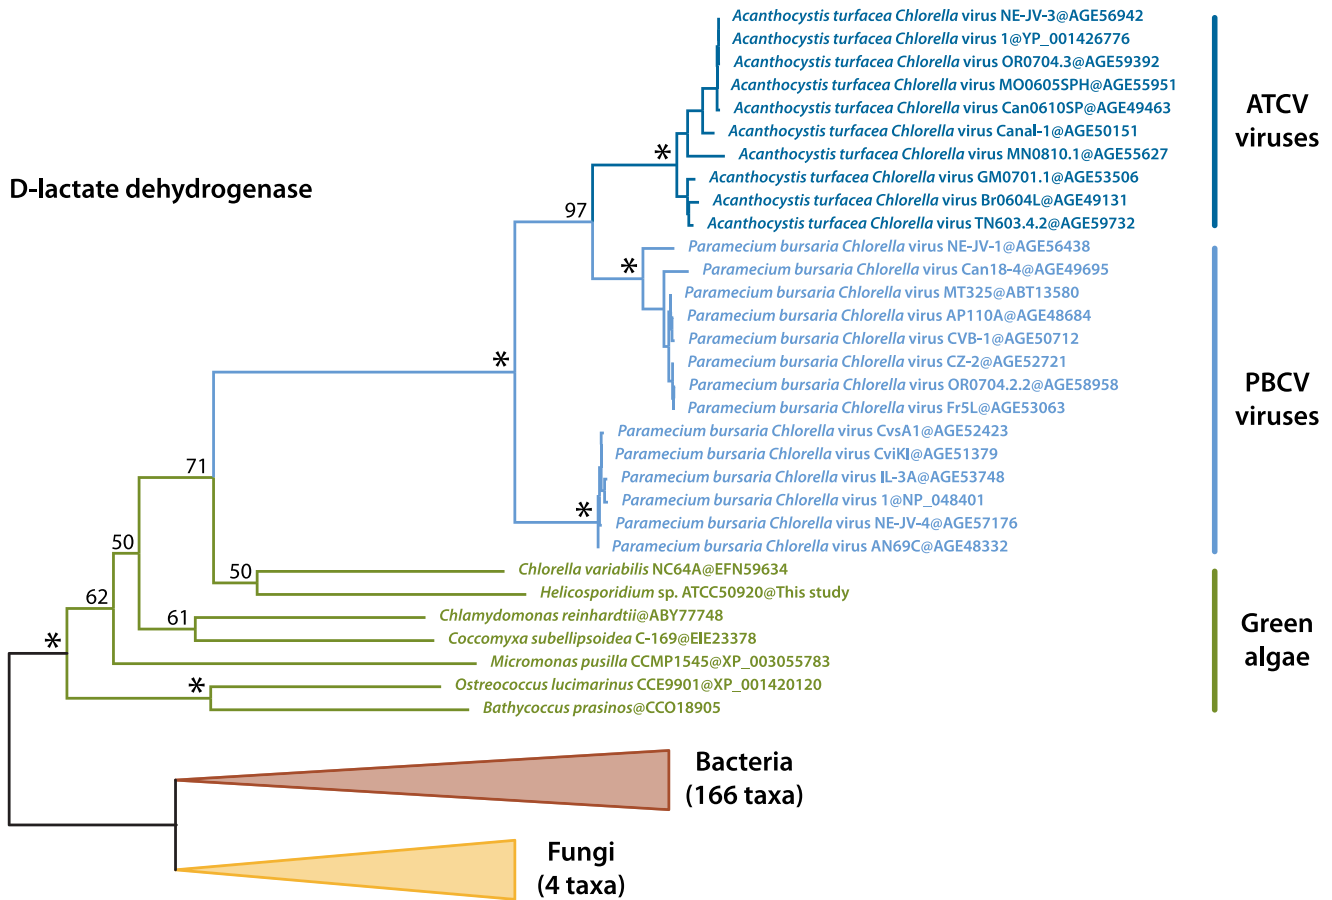 D-lactate dehydrogenase
Acanthocystis turfacea Chlorella virus NE-JV-3@AGE56942
Acanthocystis turfacea Chlorella virus 1@YP_001426776
Acanthocystis turfacea Chlorella virus OR0704.3@AGE59392
Acanthocystis turfacea Chlorella virus MO0605SPH@AGE55951
Acanthocystis turfacea Chlorella virus Can0610SP@AGE49463
Acanthocystis turfacea Chlorella virus Canal-1@AGE50151
Acanthocystis turfacea Chlorella virus MN0810.1@AGE55627
Acanthocystis turfacea Chlorella virus GM0701.1@AGE53506
Acanthocystis turfacea Chlorella virus Br0604L@AGE49131
Acanthocystis turfacea Chlorella virus TN603.4.2@AGE59732
ATCV
viruses
Paramecium bursaria Chlorella virus NE-JV-1@AGE56438
Paramecium bursaria Chlorella virus Can18-4@AGE49695
Paramecium bursaria Chlorella virus MT325@ABT13580
Paramecium bursaria Chlorella virus AP110A@AGE48684
Paramecium bursaria Chlorella virus CVB-1@AGE50712
Paramecium bursaria Chlorella virus CZ-2@AGE52721
Paramecium bursaria Chlorella virus OR0704.2.2@AGE58958
Paramecium bursaria Chlorella virus Fr5L@AGE53063
Paramecium bursaria Chlorella virus CvsA1@AGE52423
Paramecium bursaria Chlorella virus CviKI@AGE51379
Paramecium bursaria Chlorella virus IL-3A@AGE53748
Paramecium bursaria Chlorella virus 1@NP_048401
Paramecium bursaria Chlorella virus NE-JV-4@AGE57176
Paramecium bursaria Chlorella virus AN69C@AGE48332
PBCV
viruses
Chlorella variabilis NC64A@EFN59634
Helicosporidium sp. ATCC50920@This study
Chlamydomonas reinhardtii@ABY77748
Coccomyxa subellipsoidea C-169@EIE23378
Micromonas pusilla CCMP1545@XP_003055783
Ostreococcus lucimarinus CCE9901@XP_001420120
Bathycoccus prasinos@CCO18905
Green
algae
*
97
*
*
71
*
50
50
62
61
*
*
Bacteria
(166 taxa)
Fungi
(4 taxa)